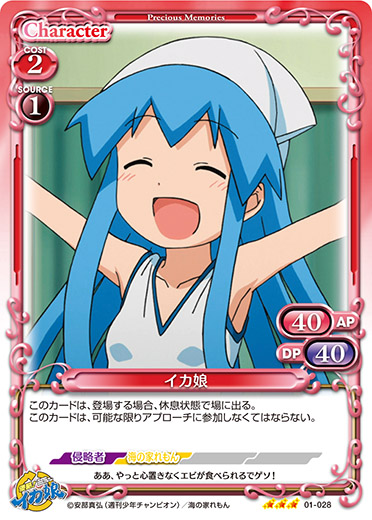 Precious Memories
Character
COST
2
SOURCE
1
40 AP
DP 40
イカ娘
このカードは、登場する場合、休息状態で場に出る。
このカードは、可能な限りアプローチに参加しなくてはならない。
侵略者 海の家れもん
ああ、やっと心置きなくエビが食べられるでゲソ!
侵略!イカ娘
©安部真弘(週刊少年チャンピオン)/海の家れもん
01-028